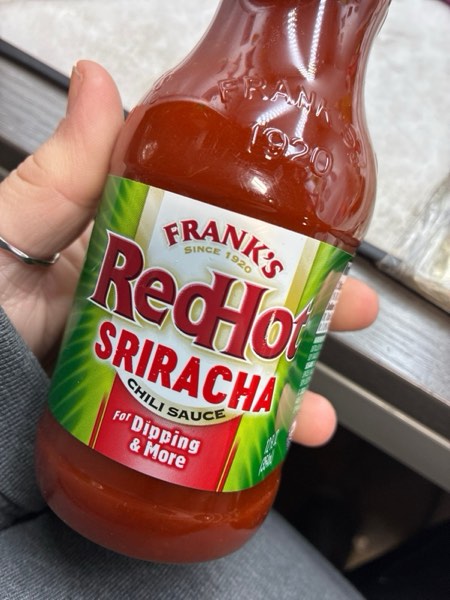 FRANK'S
1920
FRANK'S
SINCE 1920
RedHot
SRIRACHA
CHILI SAUCE
FOR Dipping
& More